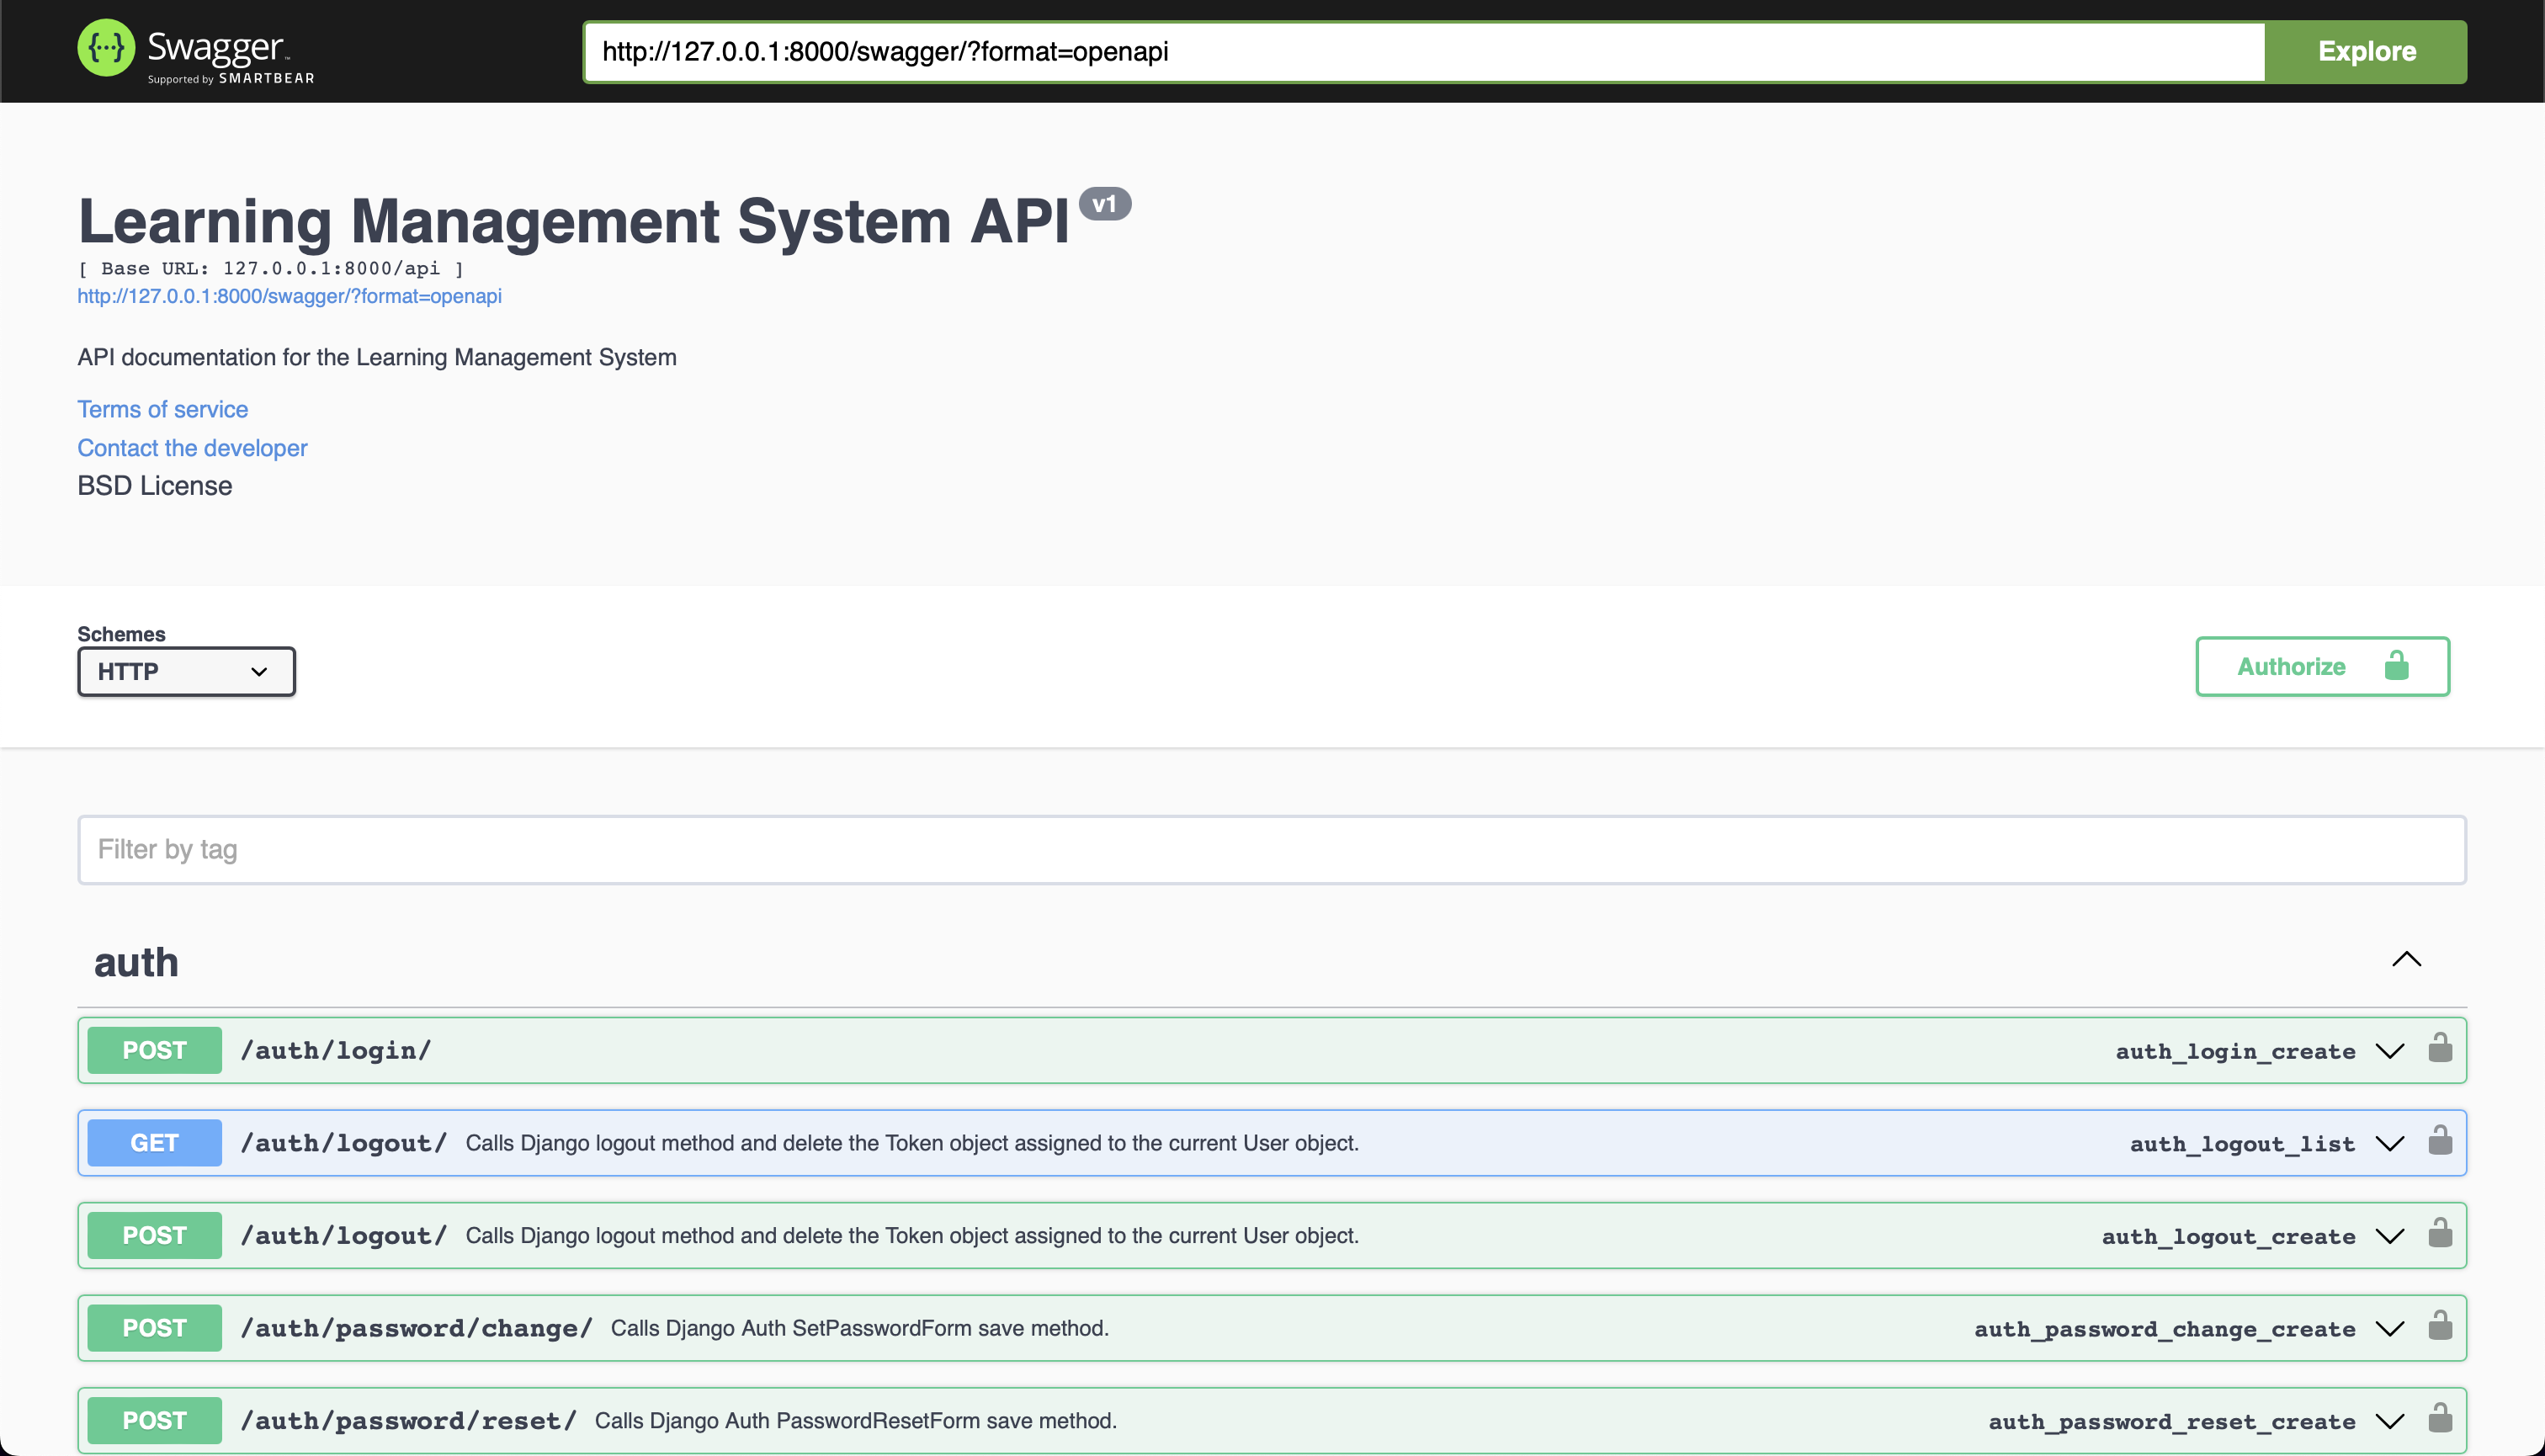 {···} Swagger™
Supported by SMARTBEAR
http://127.0.0.1:8000/swagger/?format=openapi
Explore
Learning Management System API v1
[ Base URL: 127.0.0.1:8000/api ]
http://127.0.0.1:8000/swagger/?format=openapi
API documentation for the Learning Management System
Terms of service
Contact the developer
BSD License
Schemes
HTTP
Authorize
Filter by tag
auth
POST /auth/login/ auth_login_create
GET /auth/logout/ Calls Django logout method and delete the Token object assigned to the current User object. auth_logout_list
POST /auth/logout/ Calls Django logout method and delete the Token object assigned to the current User object. auth_logout_create
POST /auth/password/change/ Calls Django Auth SetPasswordForm save method. auth_password_change_create
POST /auth/password/reset/ Calls Django Auth PasswordResetForm save method. auth_password_reset_create